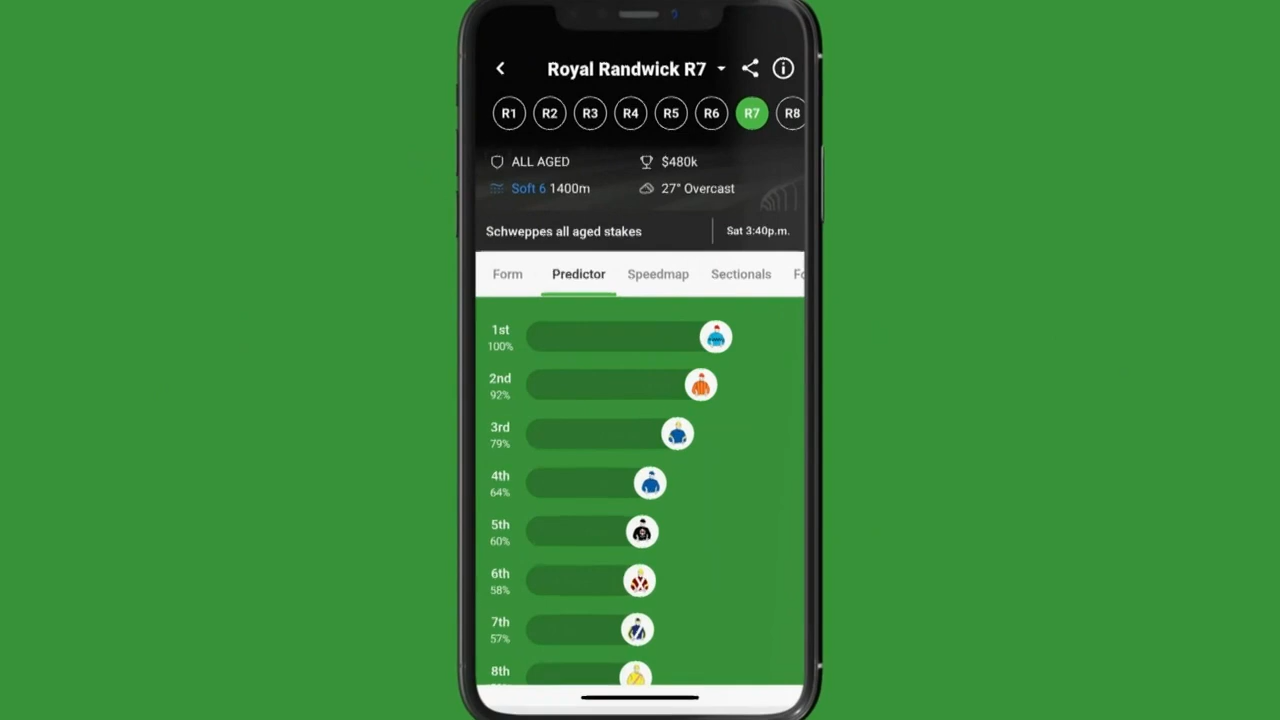 Royal Randwick R7
R1 R2 R3 R4 R5 R6 R7 R8
ALL AGED $480k
Soft 6 1400m 27° Overcast
Schweppes all aged stakes Sat 3:40p.m.
Form Predictor Speedmap Sectionals Fo
1st
100%
2nd
92%
3rd
79%
4th
64%
5th
60%
6th
58%
7th
57%
8th